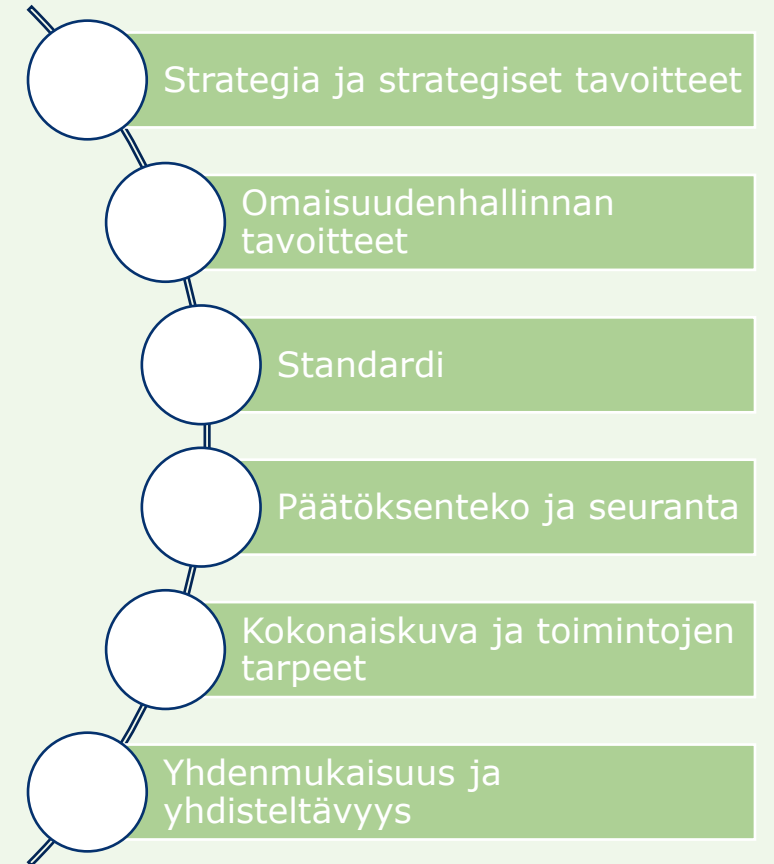 Strategia ja strategiset tavoitteet
Omaisuudenhallinnan
tavoitteet
Standardi
Päätöksenteko ja seuranta
Kokonaiskuva ja toimintojen
tarpeet
Yhdenmukaisuus ja
yhdisteltävyys